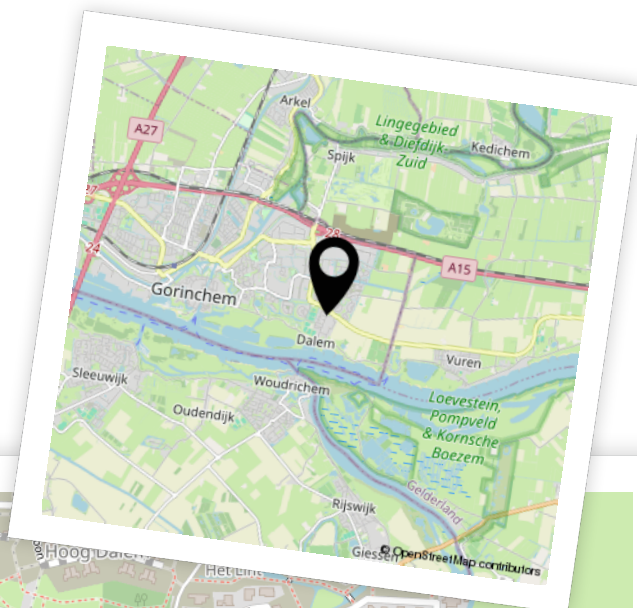 Arkel
A27
Lingegebied
& Diefdijk-
Zuid
Kedichem
Spijk
27
28
24
A15
Gorinchem
Dalem
Vuren
Sleeuwijk
Woudrichem
Oudendijk
Loevestein,
Pompveld
& Kornsche
Boezem
Gelderland
Rijswijk
Giessen
© OpenStreetMap contributors
Hoog Dalem
Het Lint